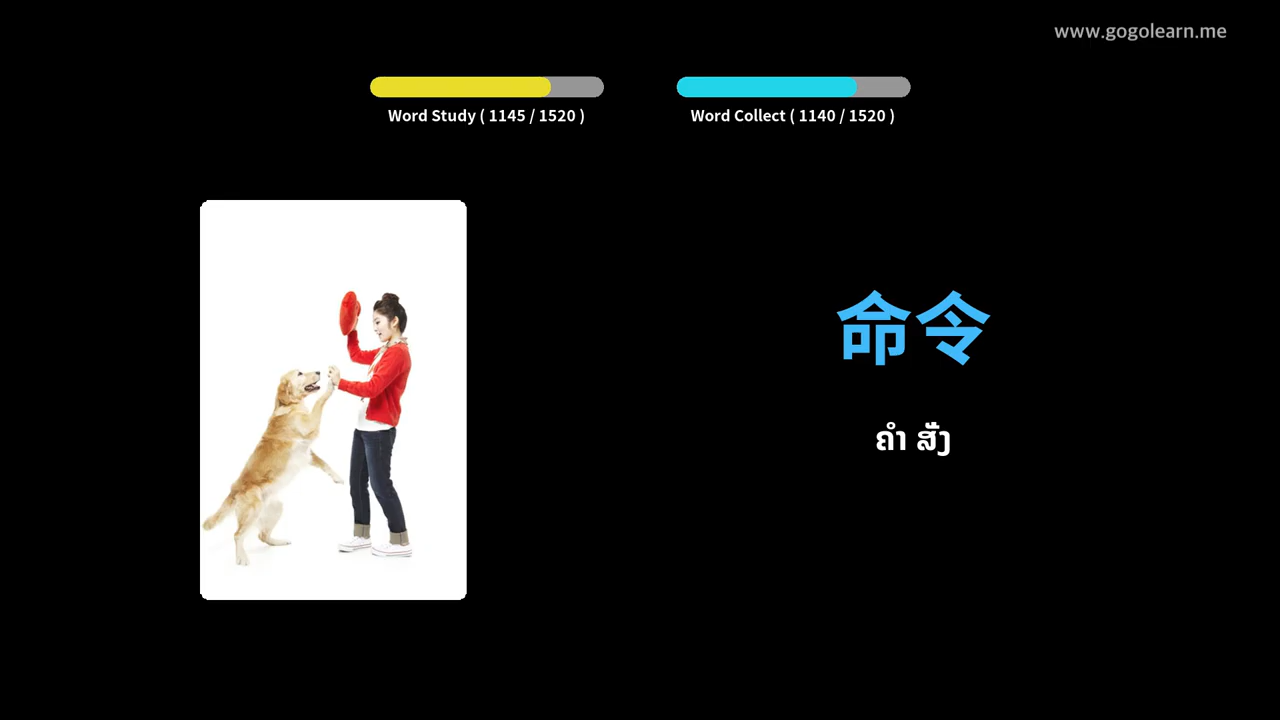 www.gogolearn.me
Word Study ( 1145 / 1520 )
Word Collect ( 1140 / 1520 )
命令
ຄຳ ສັ່ງ